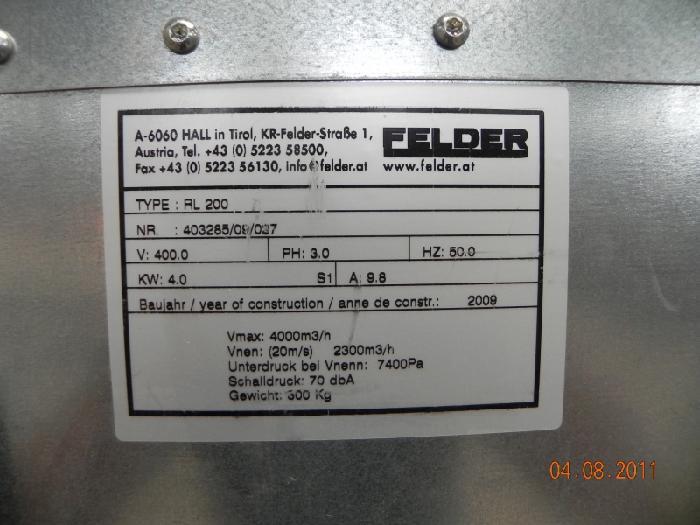 A-6060 HALL in Tirol, KR-Felder-Straße 1,
Austria, Tel. +43 (0) 5223 58500,
Fax +43 (0) 5223 56130, info@felder.at
FELDER
www.felder.at
TYPE : RL 200
NR : 403285/09/037
V: 400.0 PH: 3.0 HZ: 50.0
KW: 4.0 S1 A: 9.8
Baujahr / year of construction / anne de constr.: 2009
Vmax: 4000m3/h
Vnen: (20m/s) 2300m3/h
Unterdruck bei Vnenn: 7400Pa
Schalldruck: 70 dbA
Gewicht: 300 Kg
04.08.2011